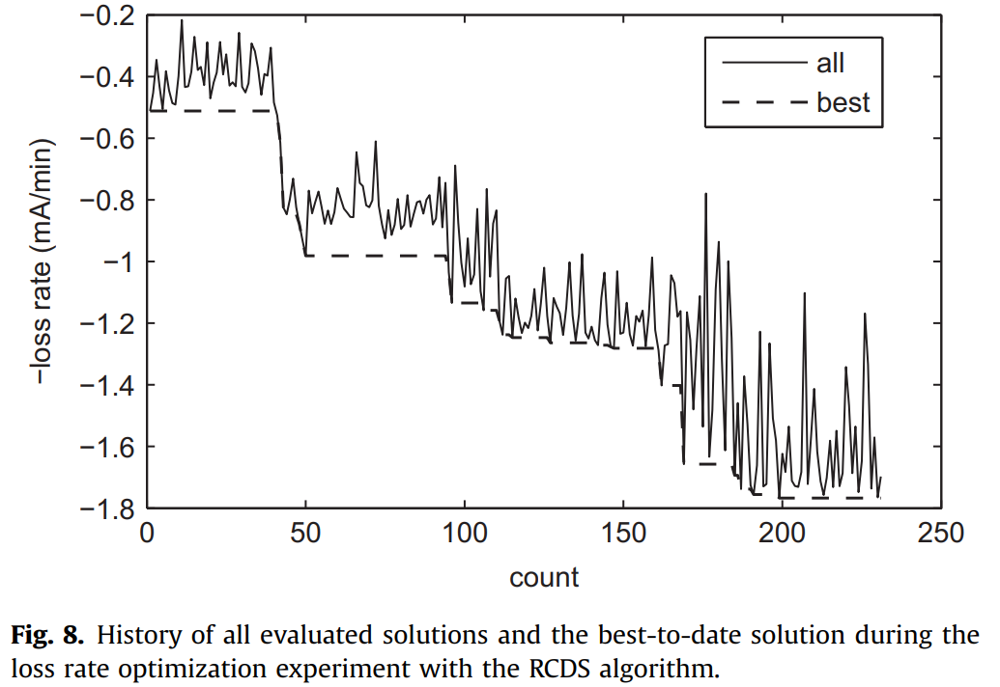 −0.2
−0.4
−0.6
−0.8
−1
−1.2
−1.4
−1.6
−1.8
−loss rate (mA/min)
all
best
0 50 100 150 200 250
count
Fig. 8. History of all evaluated solutions and the best-to-date solution during the
loss rate optimization experiment with the RCDS algorithm.